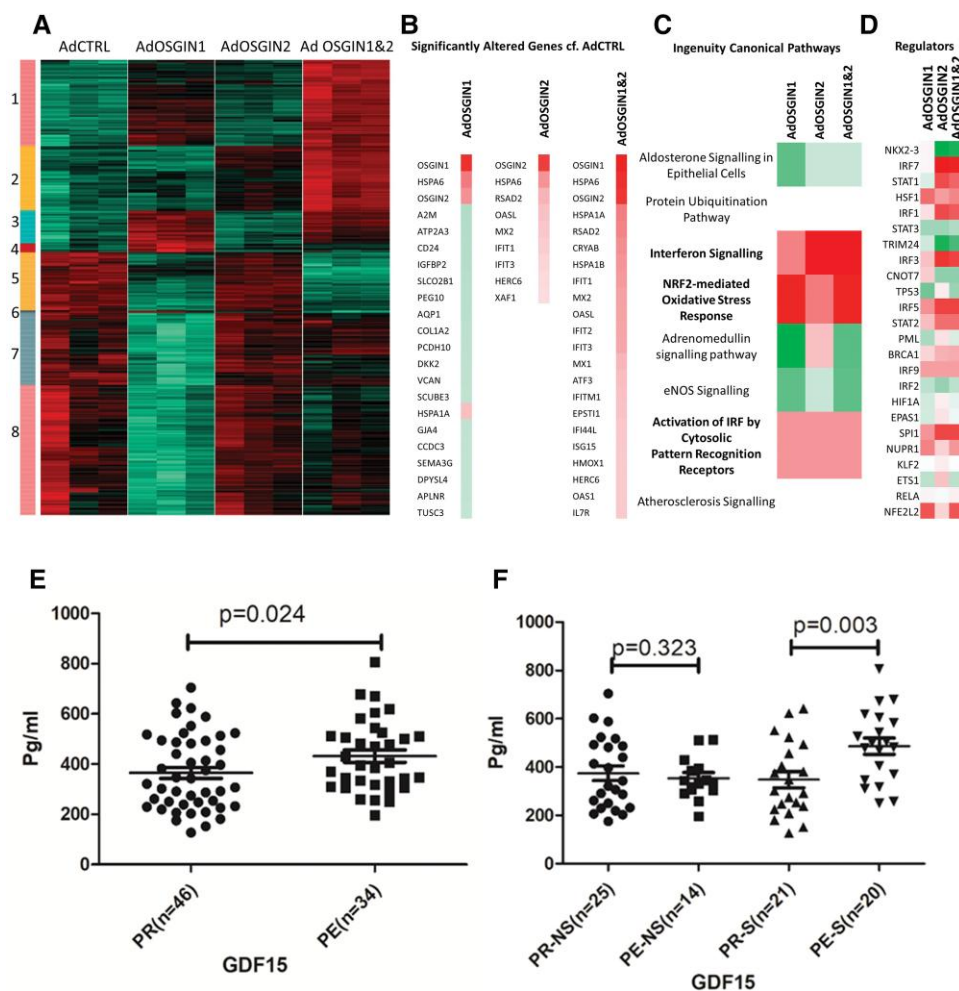 A
AdCTRL AdOSGIN1 AdOSGIN2 Ad OSGIN1&2
1
2
3
4
5
6
7
8
B
Significantly Altered Genes cf. AdCTRL
AdOSGIN1
OSGIN1
HSPA6
OSGIN2
A2M
ATP2A3
CD24
IGFBP2
SLCO2B1
PEG10
AQP1
COL1A2
PCDH10
DKK2
VCAN
SCUBE3
HSPA1A
GJA4
CCDC3
SEMA3G
DPYSL4
APLNR
TUSC3
AdOSGIN2
OSGIN2
HSPA6
RSAD2
OASL
MX2
IFIT1
IFIT3
HERC6
XAF1
AdOSGIN1&2
OSGIN1
HSPA6
OSGIN2
HSPA1A
RSAD2
CRYAB
HSPA1B
IFIT1
MX2
OASL
IFIT2
IFIT3
MX1
ATF3
IFITM1
EPSTI1
IFI44L
ISG15
HMOX1
HERC6
OAS1
IL7R
C
Ingenuity Canonical Pathways
AdOSGIN1
AdOSGIN2
AdOSGIN1&2
Aldosterone Signalling in
Epithelial Cells
Protein Ubiquitination
Pathway
Interferon Signalling
NRF2-mediated
Oxidative Stress
Response
Adrenomedullin
signalling pathway
eNOS Signalling
Activation of IRF by
Cytosolic
Pattern Recognition
Receptors
Atherosclerosis Signalling
D
Regulators
AdOSGIN1
AdOSGIN2
AdOSGIN1&2
NKX2-3
IRF7
STAT1
HSF1
IRF1
STAT3
TRIM24
IRF3
CNOT7
TP53
IRF5
STAT2
PML
BRCA1
IRF9
IRF2
HIF1A
EPAS1
SPI1
NUPR1
KLF2
ETS1
RELA
NFE2L2
E
p=0.024
Pg/ml
1000
800
600
400
200
0
PR(n=46)
PE(n=34)
GDF15
F
p=0.323
p=0.003
Pg/ml
1000
800
600
400
200
0
PR-NS(n=25)
PE-NS(n=14)
PR-S(n=21)
PE-S(n=20)
GDF15